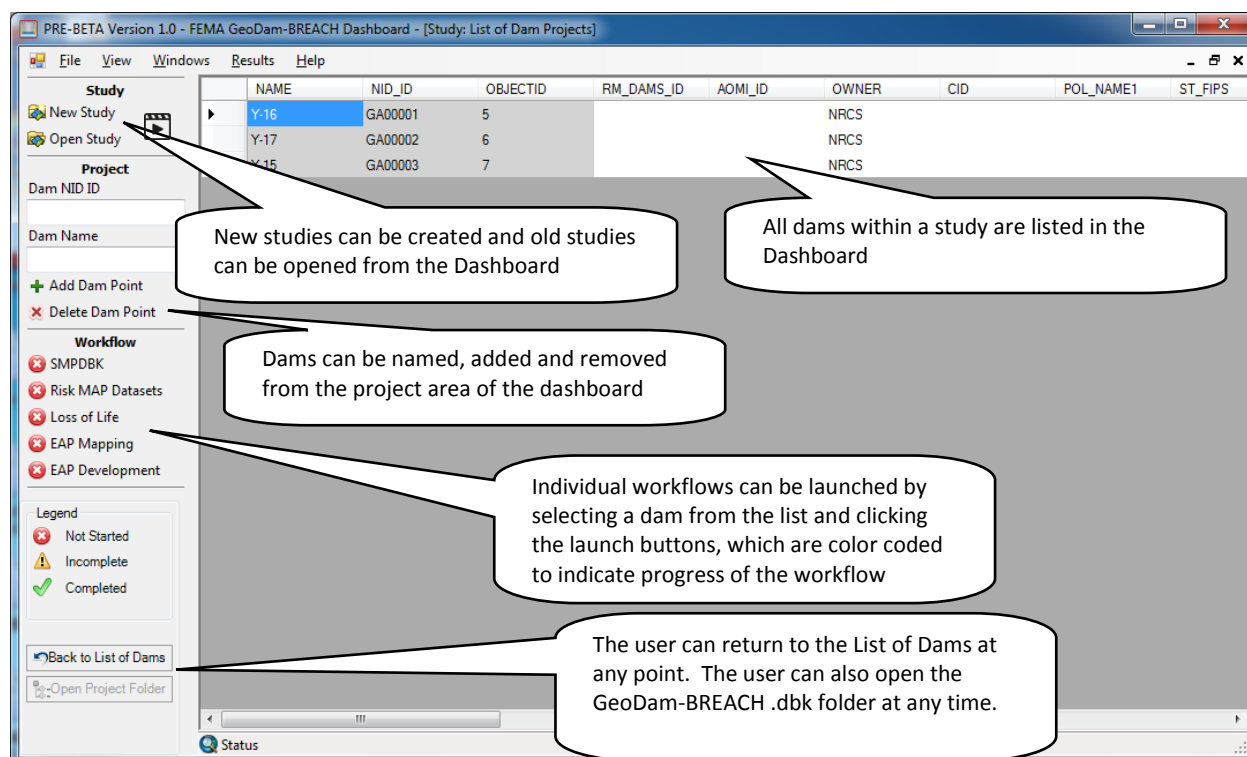 PRE-BETA Version 1.0 - FEMA GeoDam-BREACH Dashboard - [Study: List of Dam Projects]
File View Windows Results Help
Study
New Study
Open Study
Project
Dam NID ID
Dam Name
Add Dam Point
Delete Dam Point
Workflow
SMPDBK
Risk MAP Datasets
Loss of Life
EAP Mapping
EAP Development
Legend
Not Started
Incomplete
Completed
Back to List of Dams
Open Project Folder
NAME NID_ID OBJECTID RM_DAMS_ID AOMI_ID OWNER CID POL_NAME1 ST_FIPS
Y-16 GA00001 5 NRCS
Y-17 GA00002 6 NRCS
Y-15 GA00003 7 NRCS
New studies can be created and old studies
can be opened from the Dashboard
All dams within a study are listed in the
Dashboard
Dams can be named, added and removed
from the project area of the dashboard
Individual workflows can be launched by
selecting a dam from the list and clicking
the launch buttons, which are color coded
to indicate progress of the workflow
The user can return to the List of Dams at
any point. The user can also open the
GeoDam-BREACH .dbk folder at any time.
Status